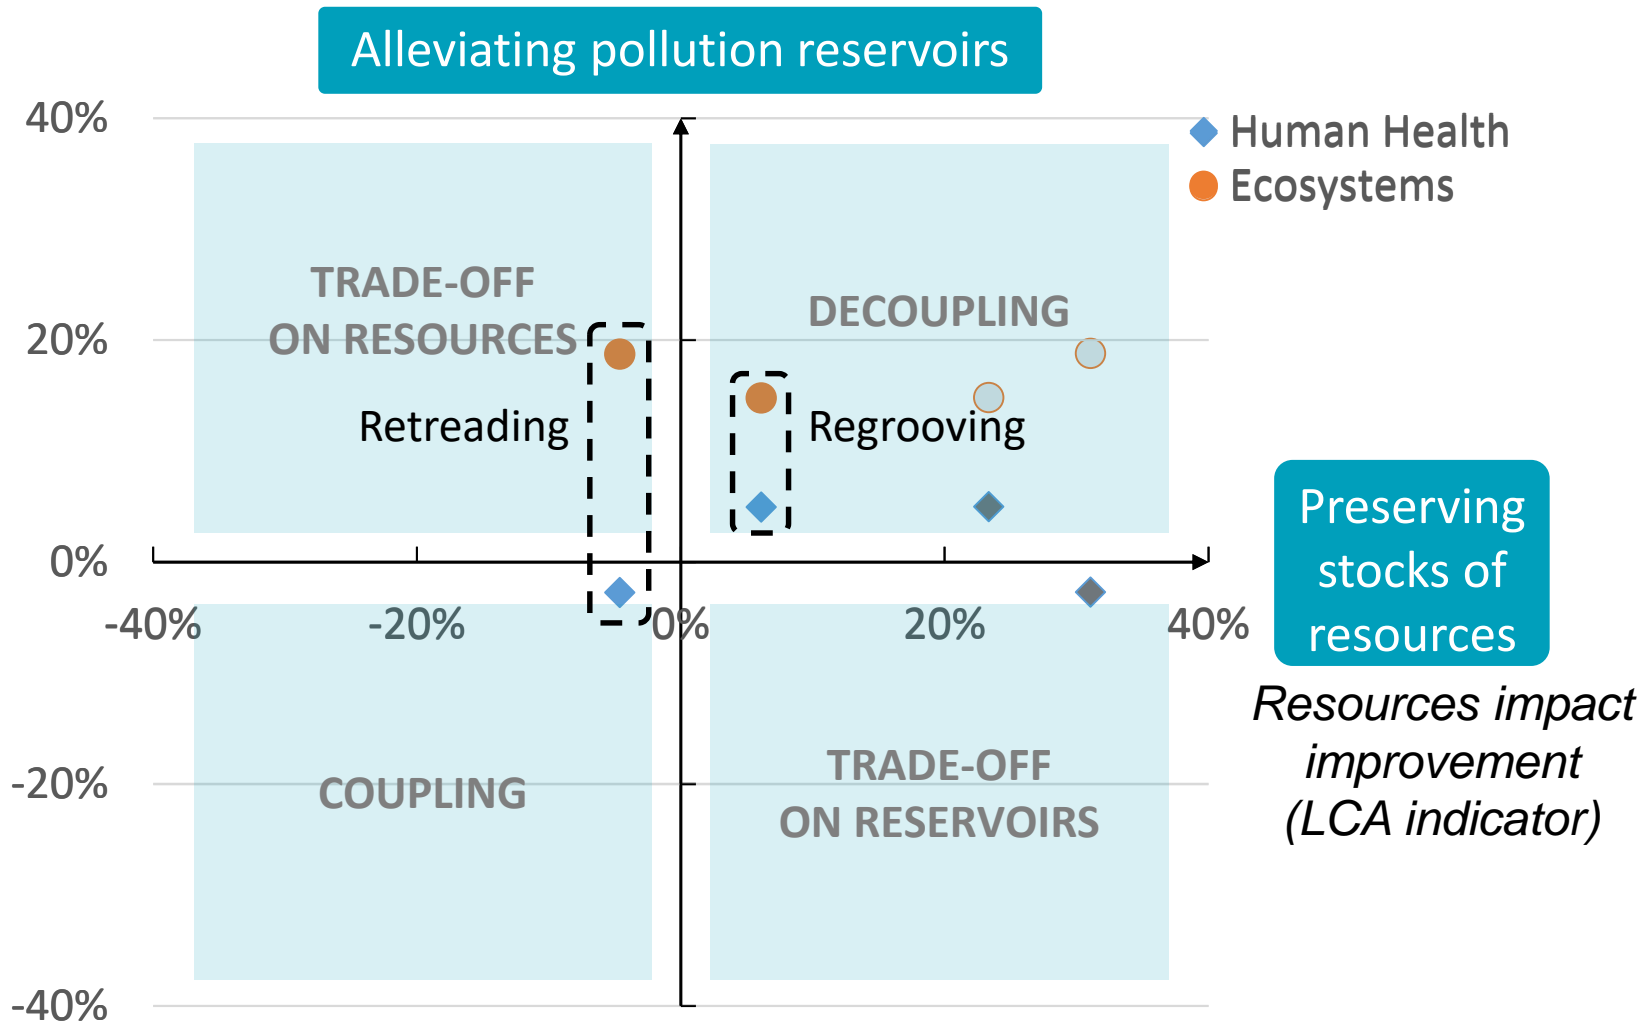 Alleviating pollution reservoirs
40%
Human Health
Ecosystems
TRADE-OFF
ON RESOURCES
DECOUPLING
20%
Retreading
Regrooving
Preserving
stocks of
resources
0%
-40%
-20%
0%
20%
40%
Resources impact
improvement
(LCA indicator)
-20%
COUPLING
TRADE-OFF
ON RESERVOIRS
-40%